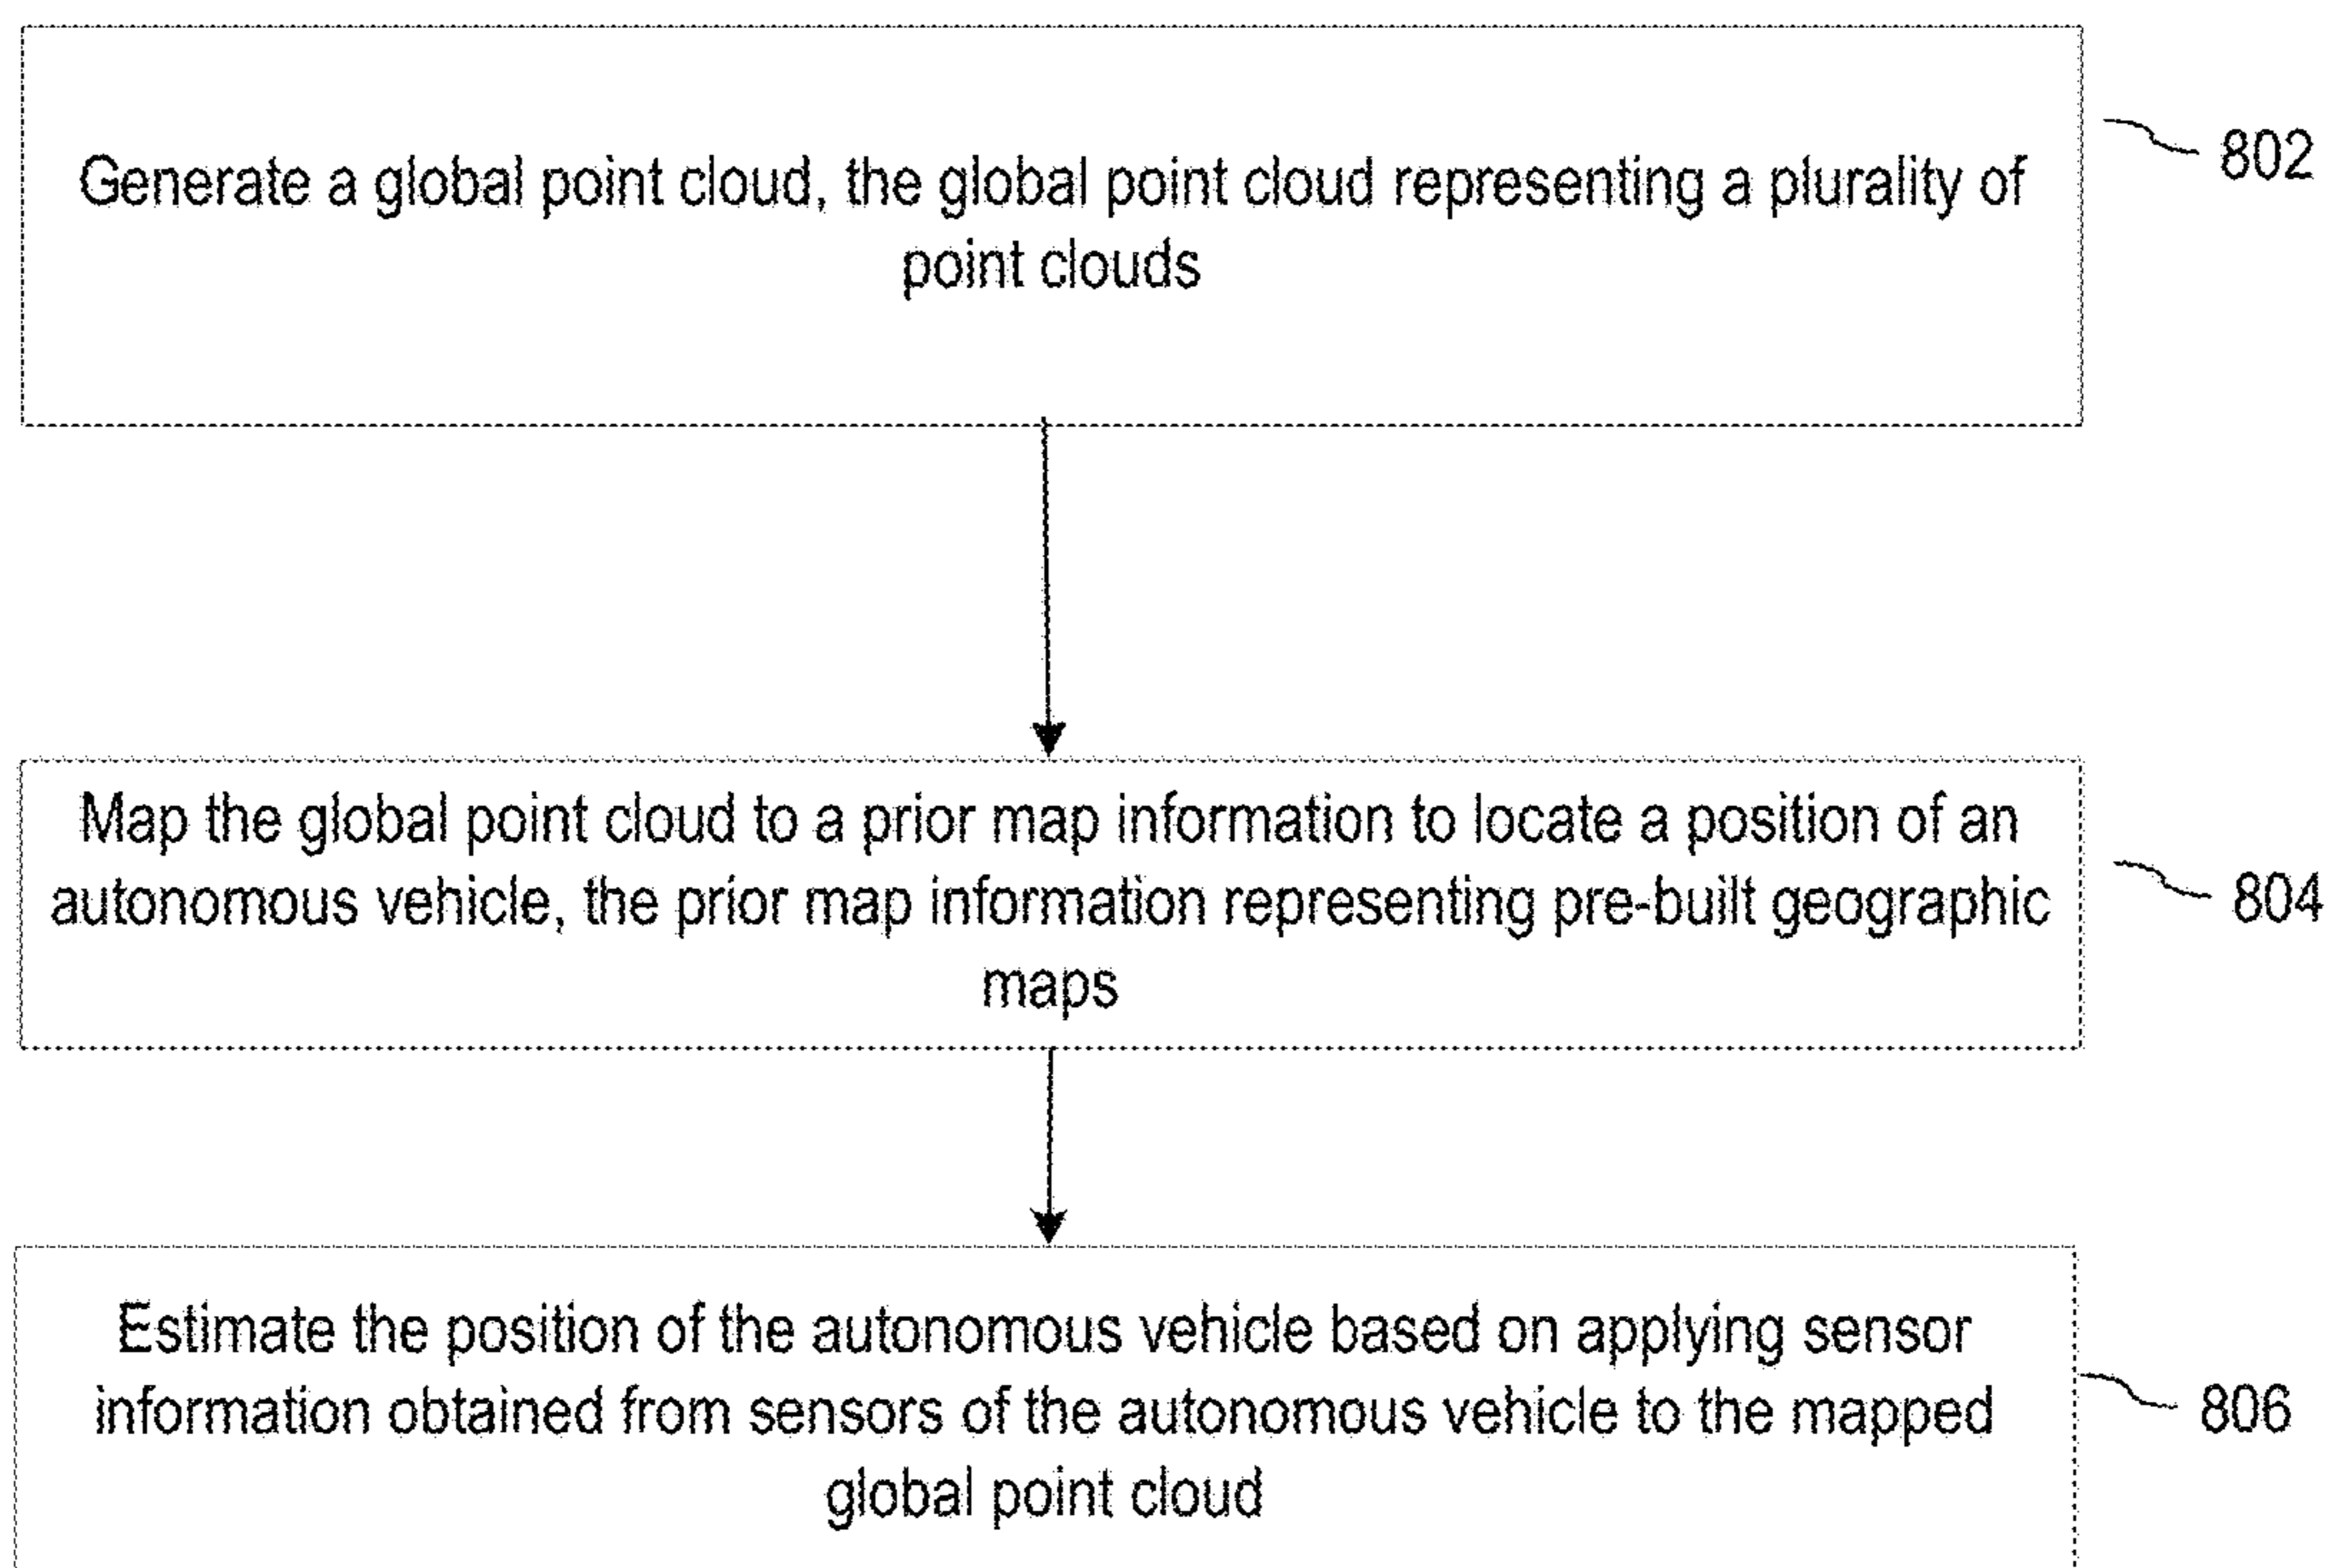 Generate a global point cloud, the global point cloud representing a plurality of
point clouds
802
Map the global point cloud to a prior map information to locate a position of an
autonomous vehicle, the prior map information representing pre-built geographic
maps
804
Estimate the position of the autonomous vehicle based on applying sensor
information obtained from sensors of the autonomous vehicle to the mapped
global point cloud
806